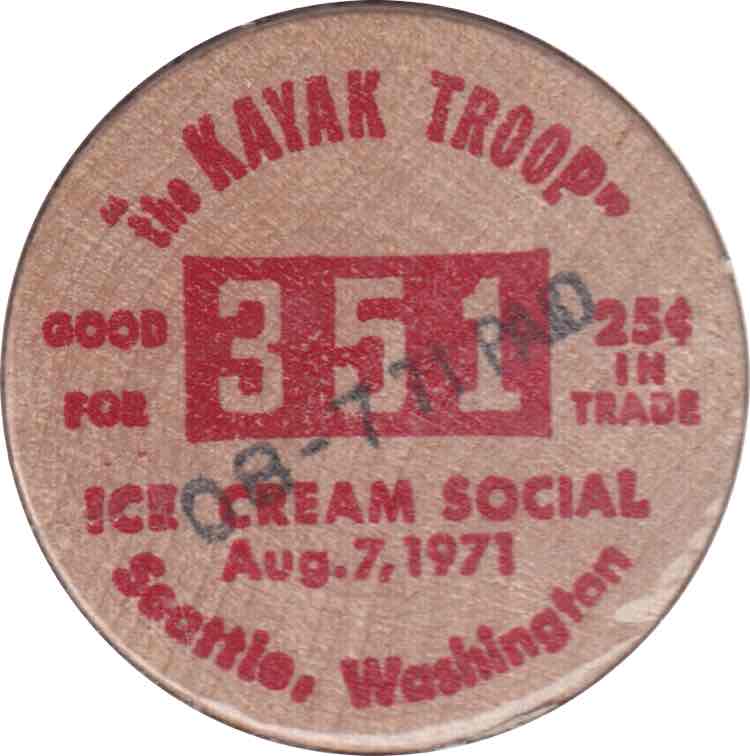 "the KAYAK TROOP"
GOOD FOR
351
25¢ IN TRADE
08-771 PAID
ICE CREAM SOCIAL
Aug. 7, 1971
Seattle, Washington